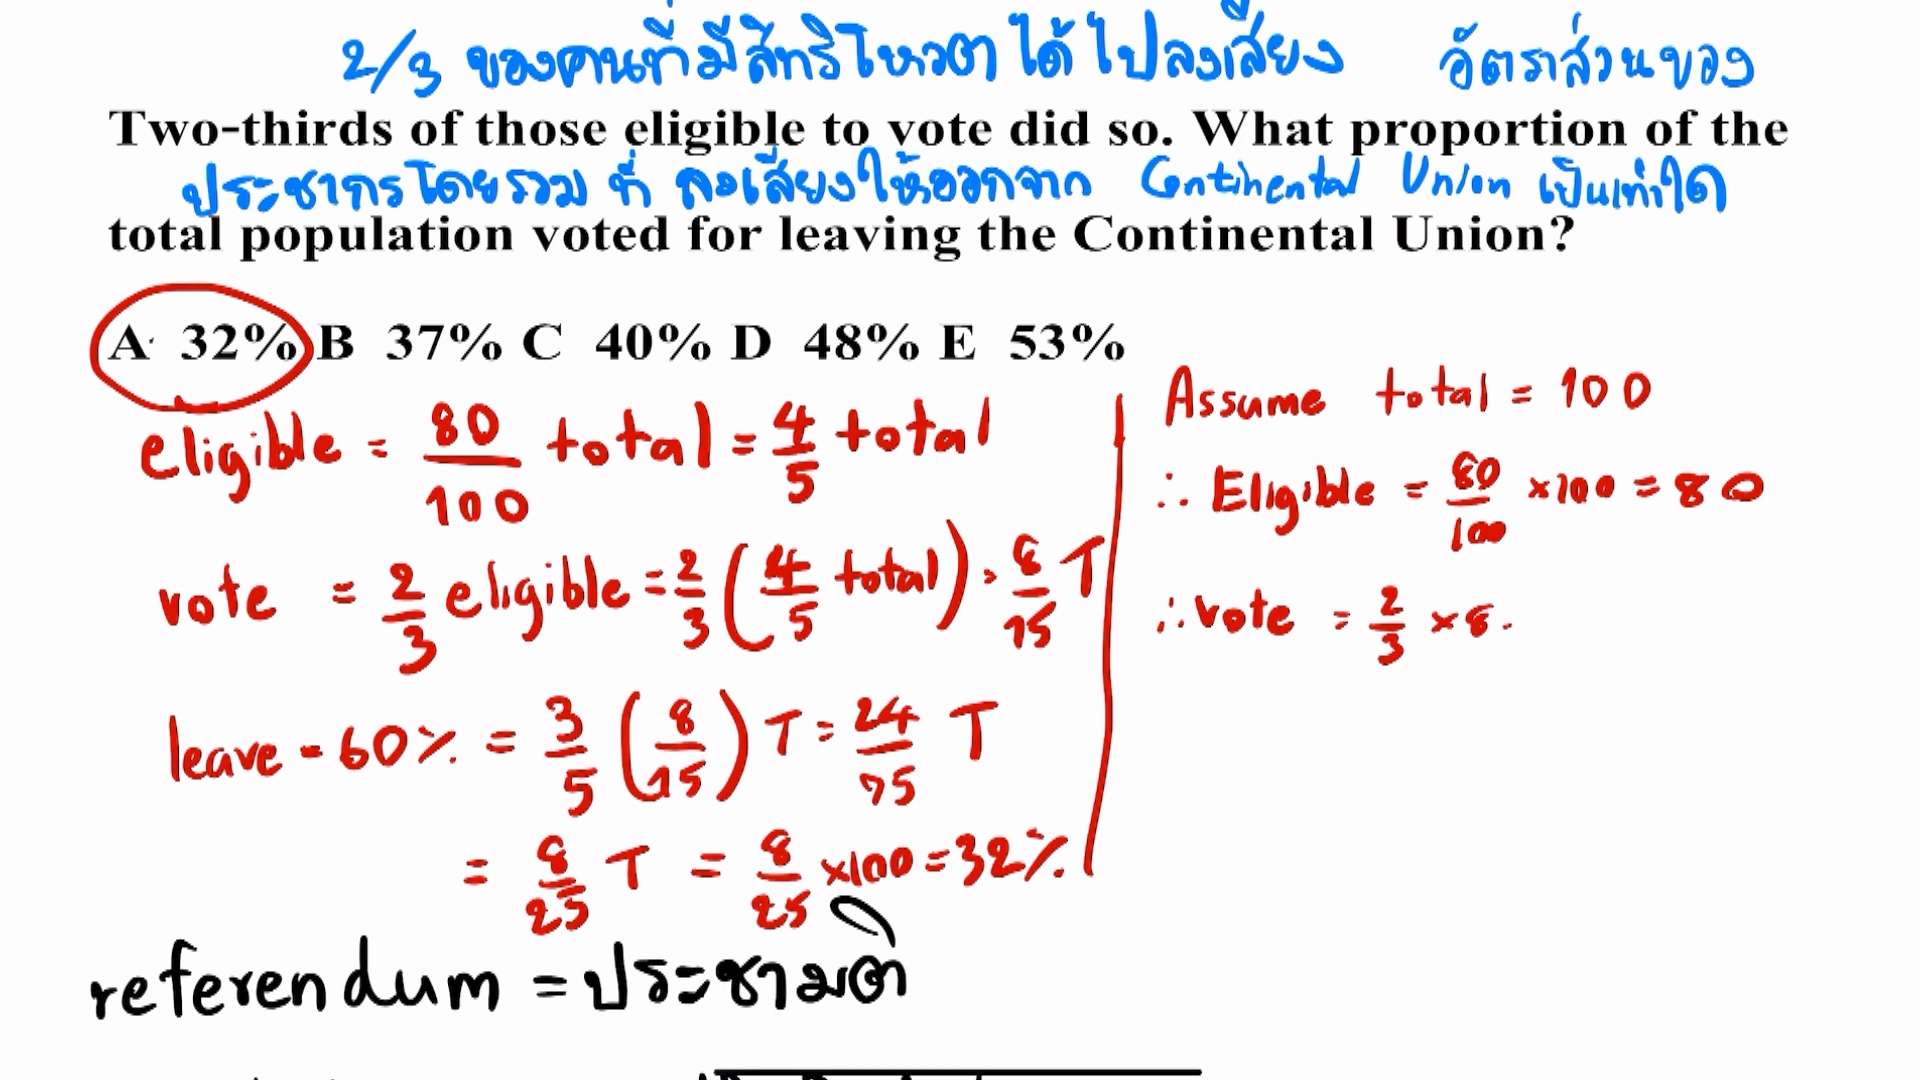 2/3 ของคนที่มีสิทธิโหวต ได้ไปลงเสียง อัตราส่วนของ
Two-thirds of those eligible to vote did so. What proportion of the
ประชากรโดยรวม ที่ ลงเสียงให้ออกจาก Continental Union เป็นเท่าใด
total population voted for leaving the Continental Union?
A 32% B 37% C 40% D 48% E 53%
eligible = 80/100 total = 4/5 total
vote = 2/3 eligible = 2/3 (4/5 total) = 8/15 T
leave = 60% = 3/5 (8/15) T = 24/75 T
= 8/25 T = 8/25 ×100 = 32%
Assume total = 100
∴ Eligible = 80/100 ×100 = 80
∴ vote = 2/3 × 8
referendum = ประชามติ